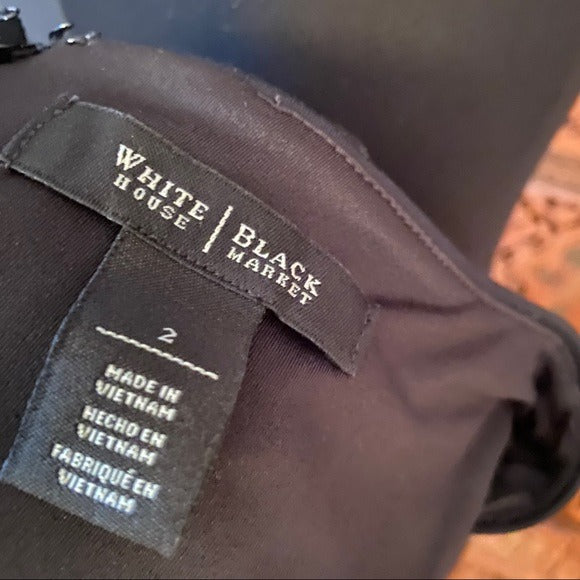 WHITE HOUSE | BLACK MARKET
2
MADE IN
VIETNAM
HECHO EN
VIETNAM
FABRIQUÉ EN
VIETNAM